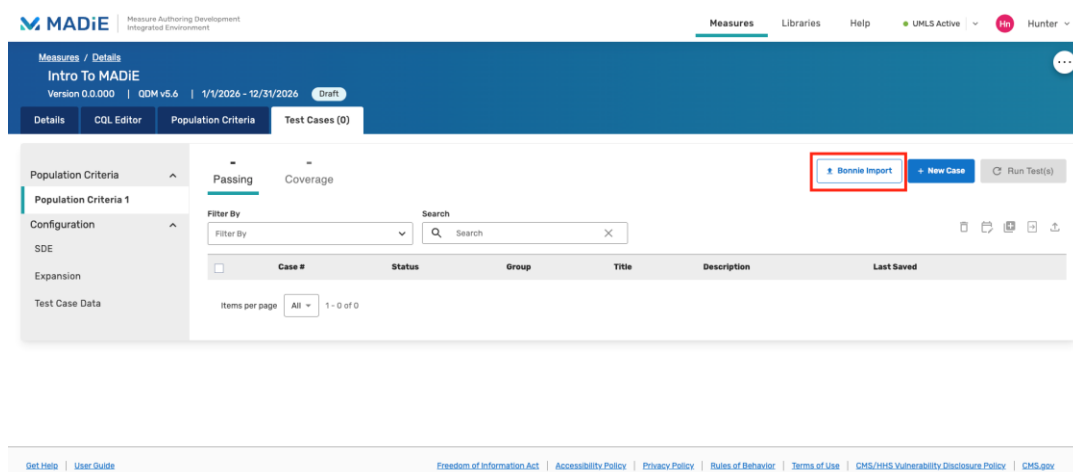 MADiE
Measure Authoring Development
Integrated Environment
Measures Libraries Help UMLS Active Hn Hunter
Measures / Details
Intro To MADiE
Version 0.0.000 | QDM v5.6 | 1/1/2026 - 12/31/2026 Draft
Details CQL Editor Population Criteria Test Cases (0)
Population Criteria
Population Criteria 1
Configuration
SDE
Expansion
Test Case Data
- -
Passing Coverage
Bonnie Import + New Case Run Test(s)
Filter By Search
Filter By Search
Case # Status Group Title Description Last Saved
Items per page All 1 - 0 of 0
Get Help | User Guide
Freedom of Information Act | Accessibility Policy | Privacy Policy | Rules of Behavior | Terms of Use | CMS/HHS Vulnerability Disclosure Policy | CMS.gov